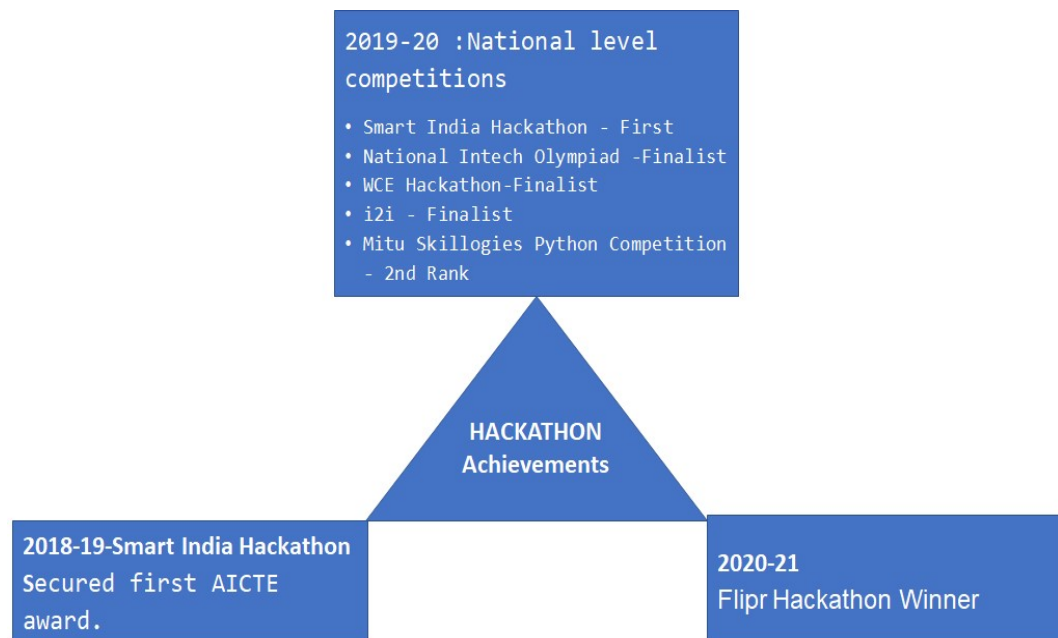 2019-20 :National level
competitions
• Smart India Hackathon - First
• National Intech Olympiad -Finalist
• WCE Hackathon-Finalist
• i2i - Finalist
• Mitu Skillogies Python Competition
- 2nd Rank
HACKATHON
Achievements
2018-19-Smart India Hackathon
Secured first AICTE
award.
2020-21
Flipr Hackathon Winner